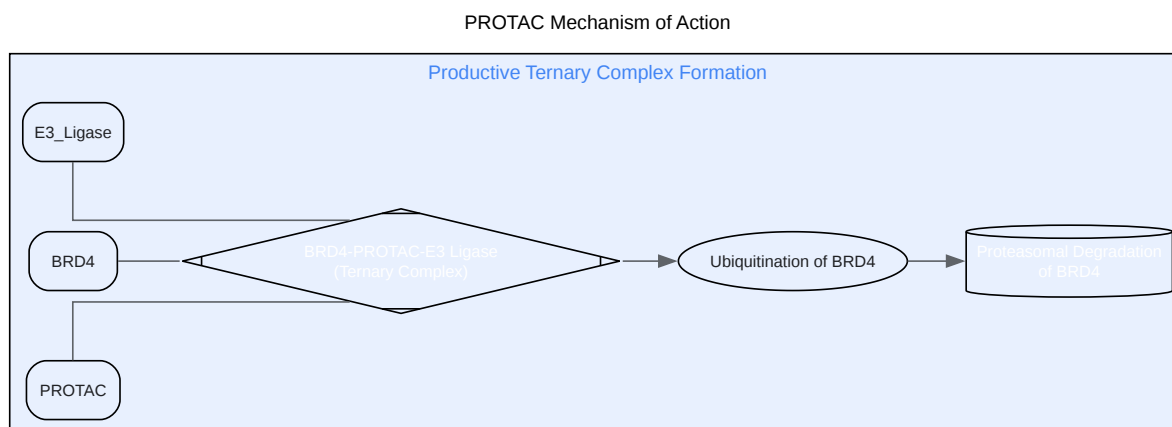 PROTAC Mechanism of Action
Productive Ternary Complex Formation
E3_Ligase
BRD4
PROTAC
BRD4-PROTAC-E3 Ligase
(Ternary Complex)
Ubiquitination of BRD4
Proteasomal Degradation
of BRD4